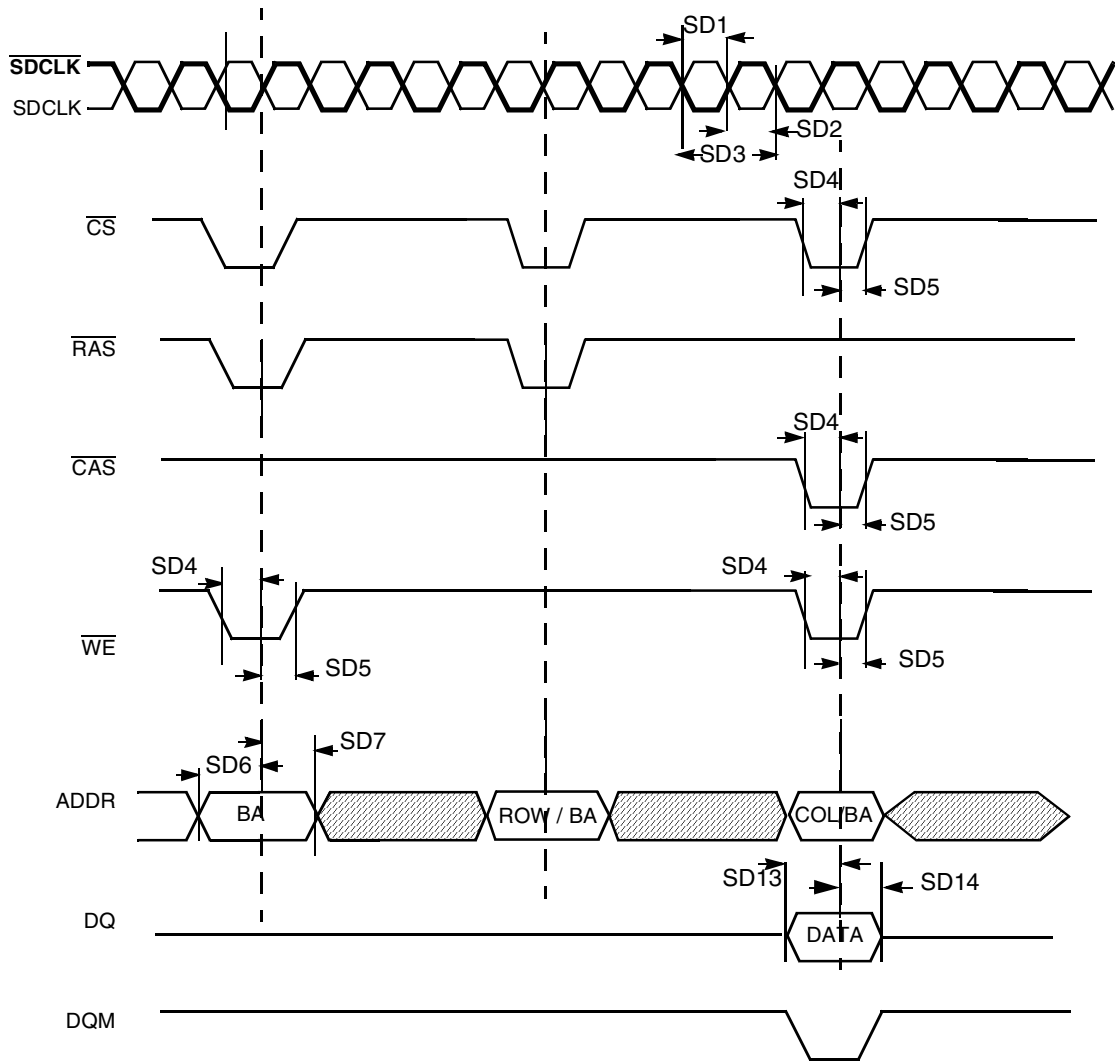 SD1
SDCLK
SDCLK
SD2
SD3
SD4
CS
SD5
RAS
SD4
CAS
SD5
SD4
SD4
WE
SD5
SD5
SD7
SD6
ADDR
BA
ROW / BA
COL/BA
SD13
SD14
DQ
DATA
DQM